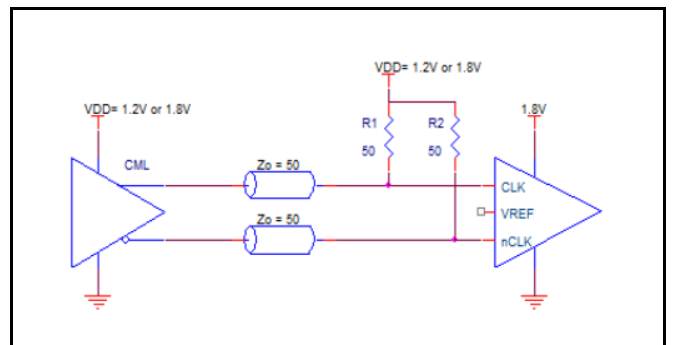 VDD= 1.2V or 1.8V
VDD= 1.2V or 1.8V
1.8V
R1
R2
50
50
CML
Zo = 50
CLK
VREF
Zo = 50
nCLK